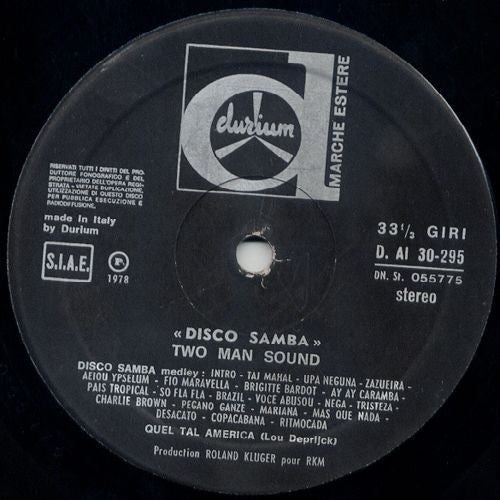 durium
MARCHE ESTERE
RISERVATI TUTTI I DIRITTI DEL PRO-
DUTTORE FONOGRAFICO E DEL
PROPRIETARIO DELL'OPERA REGI-
STRATA - VIETATE DUPLICAZIONE,
UTILIZZAZIONE DI QUESTO DISCO
PER PUBBLICA ESECUZIONE E
RADIODIFFUSIONE.
made in Italy
by Durium
S.I.A.E.
1978
33 1/3 GIRI
D. AI 30-295
DN. St. 055775
stereo
«DISCO SAMBA»
TWO MAN SOUND
DISCO SAMBA medley: INTRO - TAJ MAHAL - UPA NEGUNA - ZAZUEIRA -
AEIOU YPSELUM - FIO MARAVELLA - BRIGITTE BARDOT - AY AY CARAMBA
PAIS TROPICAL - SO FLA FLA - BRAZIL - VOCE ABUSOU - NEGA - TRISTEZA -
CHARLIE BROWN - PEGANO GANZE - MARIANA - MAS QUE NADA -
DESACATO - COPACABANA - RITMOCADA
QUEL TAL AMERICA (Lou Deprijck)
Production ROLAND KLUGER pour RKM